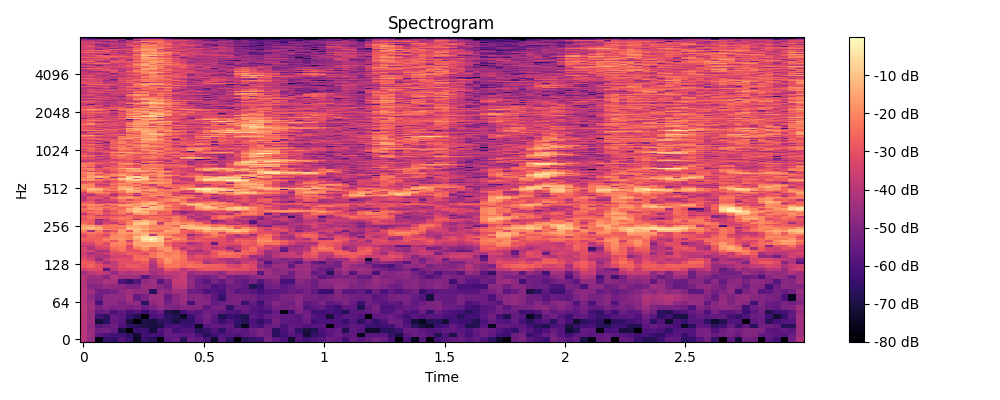 Spectrogram
Hz
4096
2048
1024
512
256
128
64
0
0
0.5
1
1.5
2
2.5
Time
-10 dB
-20 dB
-30 dB
-40 dB
-50 dB
-60 dB
-70 dB
-80 dB